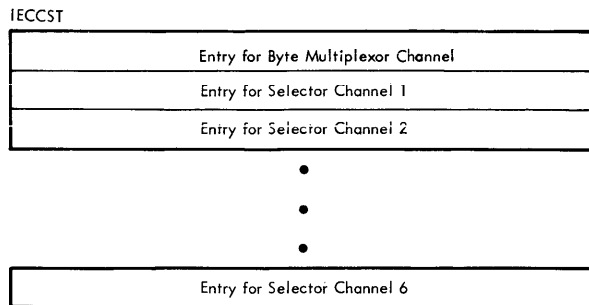 IECCST
Entry for Byte Multiplexor Channel
Entry for Selector Channel 1
Entry for Selector Channel 2
Entry for Selector Channel 6